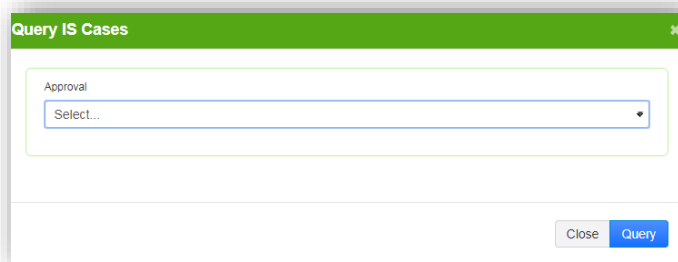 Query IS Cases
Approval
Select...
Close Query